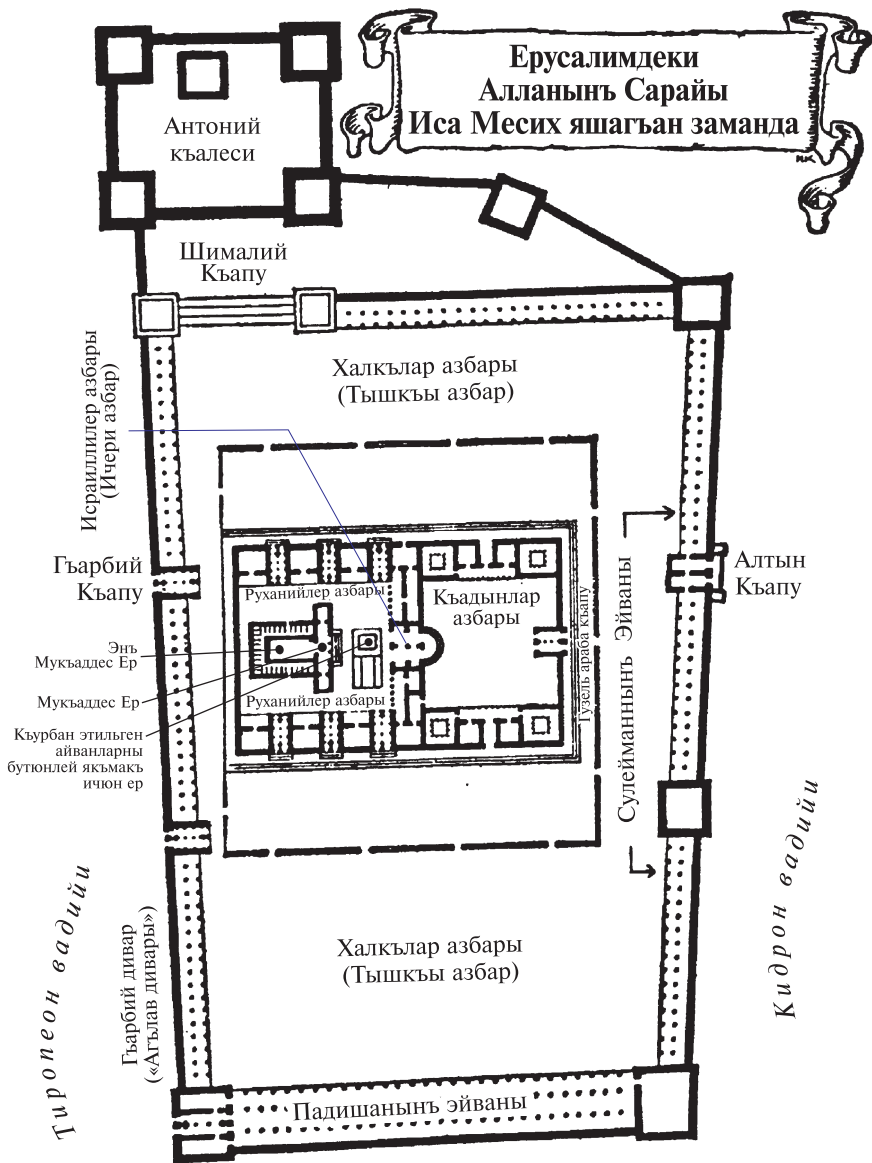 Ерусалимдеки
Алланынъ Сарайы
Иса Месих яшагъан заманда
Антоний
къалеси
Шималий
Къапу
Халкълар азбары
(Тышкъы азбар)
Исраиллилер азбары
(Ичери азбар)
Гъарбий
Къапу
Алтын
Къапу
Сулейманнынъ Эйваны
Гузель араба къапу
Руханийлер азбары
Къадынлар
азбары
Энъ
Мукъаддес Ер
Мукъаддес Ер
Руханийлер азбары
Къурбан этильген
айванларны
бутюнлей якъмакъ
ичюн ер
Тиропеон вадийи
Гъарбий дивар
(«Агълав дивары»)
Халкълар азбары
(Тышкъы азбар)
Кидрон вадийи
Падишанынъ эйваны